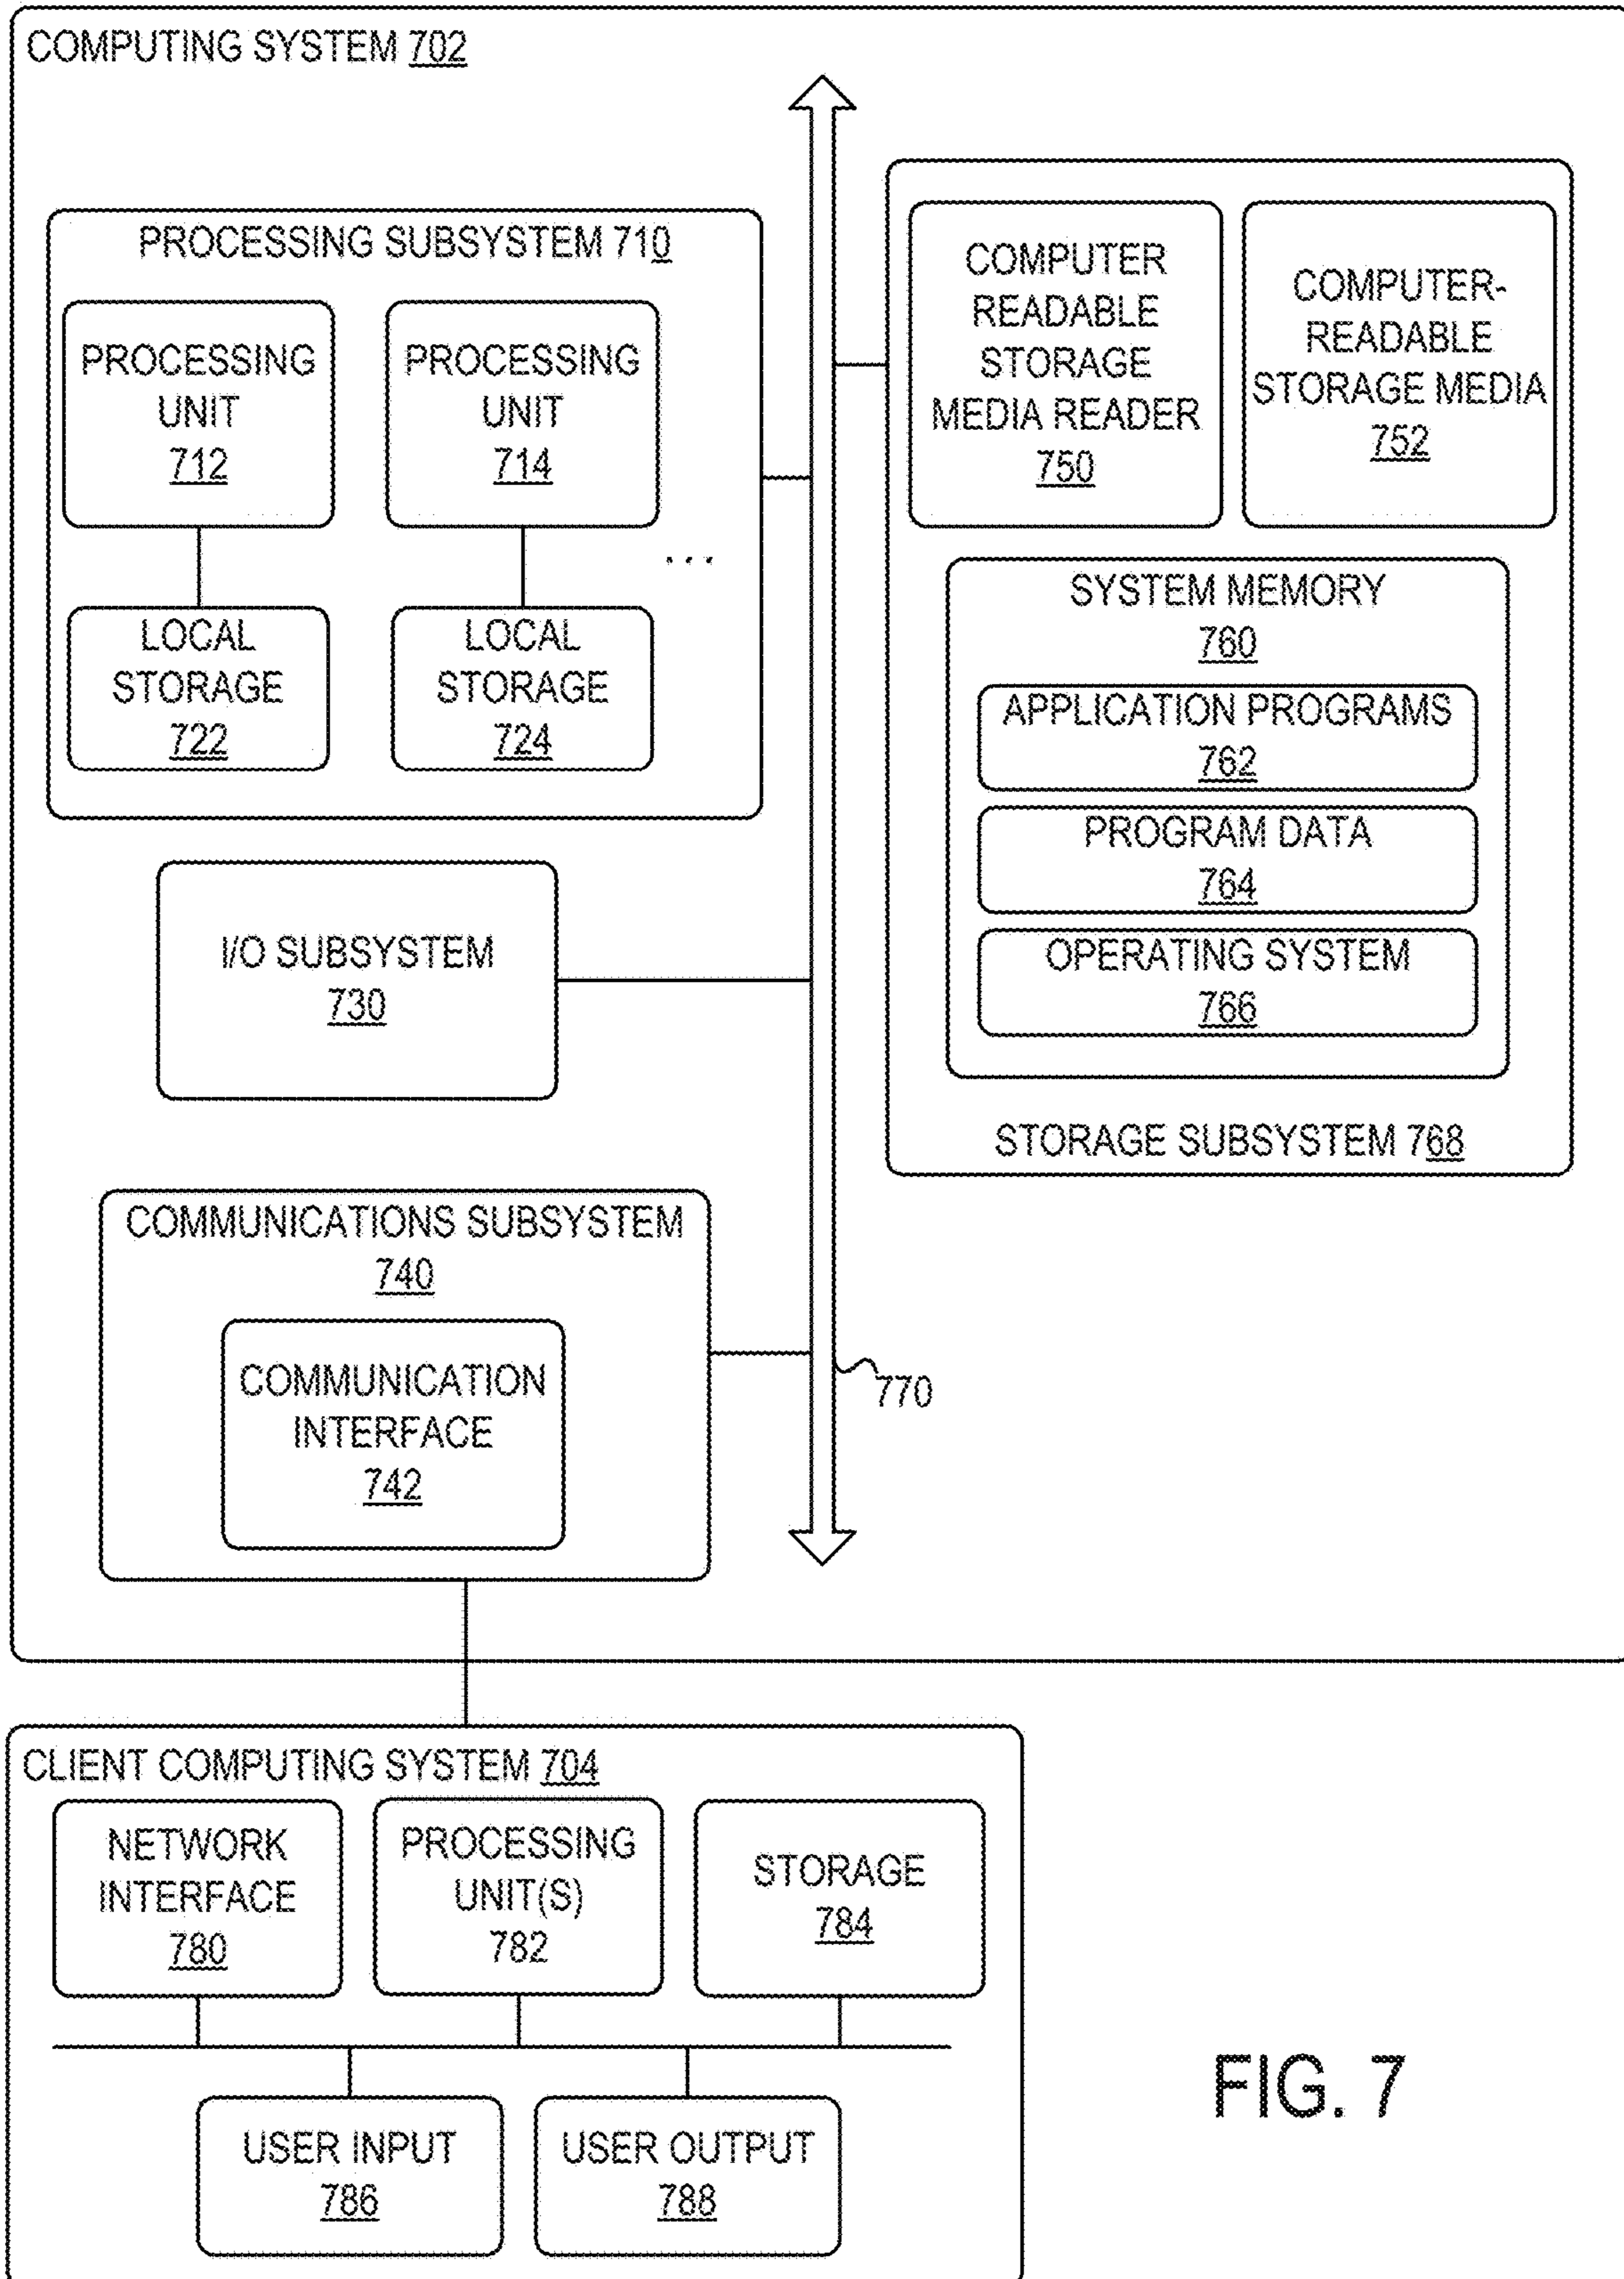 COMPUTING SYSTEM 702
PROCESSING SUBSYSTEM 710
PROCESSING
UNIT
712
PROCESSING
UNIT
714
...
LOCAL
STORAGE
722
LOCAL
STORAGE
724
I/O SUBSYSTEM
730
COMMUNICATIONS SUBSYSTEM
740
COMMUNICATION
INTERFACE
742
770
COMPUTER
READABLE
STORAGE
MEDIA READER
750
COMPUTER-
READABLE
STORAGE MEDIA
752
SYSTEM MEMORY
760
APPLICATION PROGRAMS
762
PROGRAM DATA
764
OPERATING SYSTEM
766
STORAGE SUBSYSTEM 768
CLIENT COMPUTING SYSTEM 704
NETWORK
INTERFACE
780
PROCESSING
UNIT(S)
782
STORAGE
784
USER INPUT
786
USER OUTPUT
788
FIG. 7